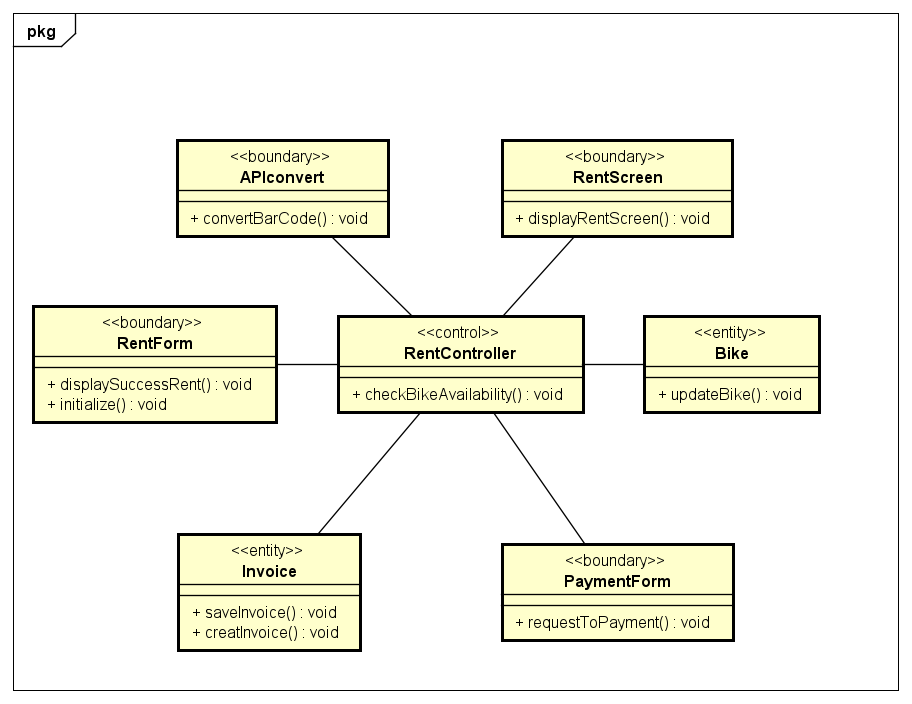 pkg
<<boundary>>
APIconvert
+ convertBarCode() : void
<<boundary>>
RentScreen
+ displayRentScreen() : void
<<boundary>>
RentForm
+ displaySuccessRent() : void
+ initialize() : void
<<control>>
RentController
+ checkBikeAvailability() : void
<<entity>>
Bike
+ updateBike() : void
<<entity>>
Invoice
+ saveInvoice() : void
+ creatInvoice() : void
<<boundary>>
PaymentForm
+ requestToPayment() : void